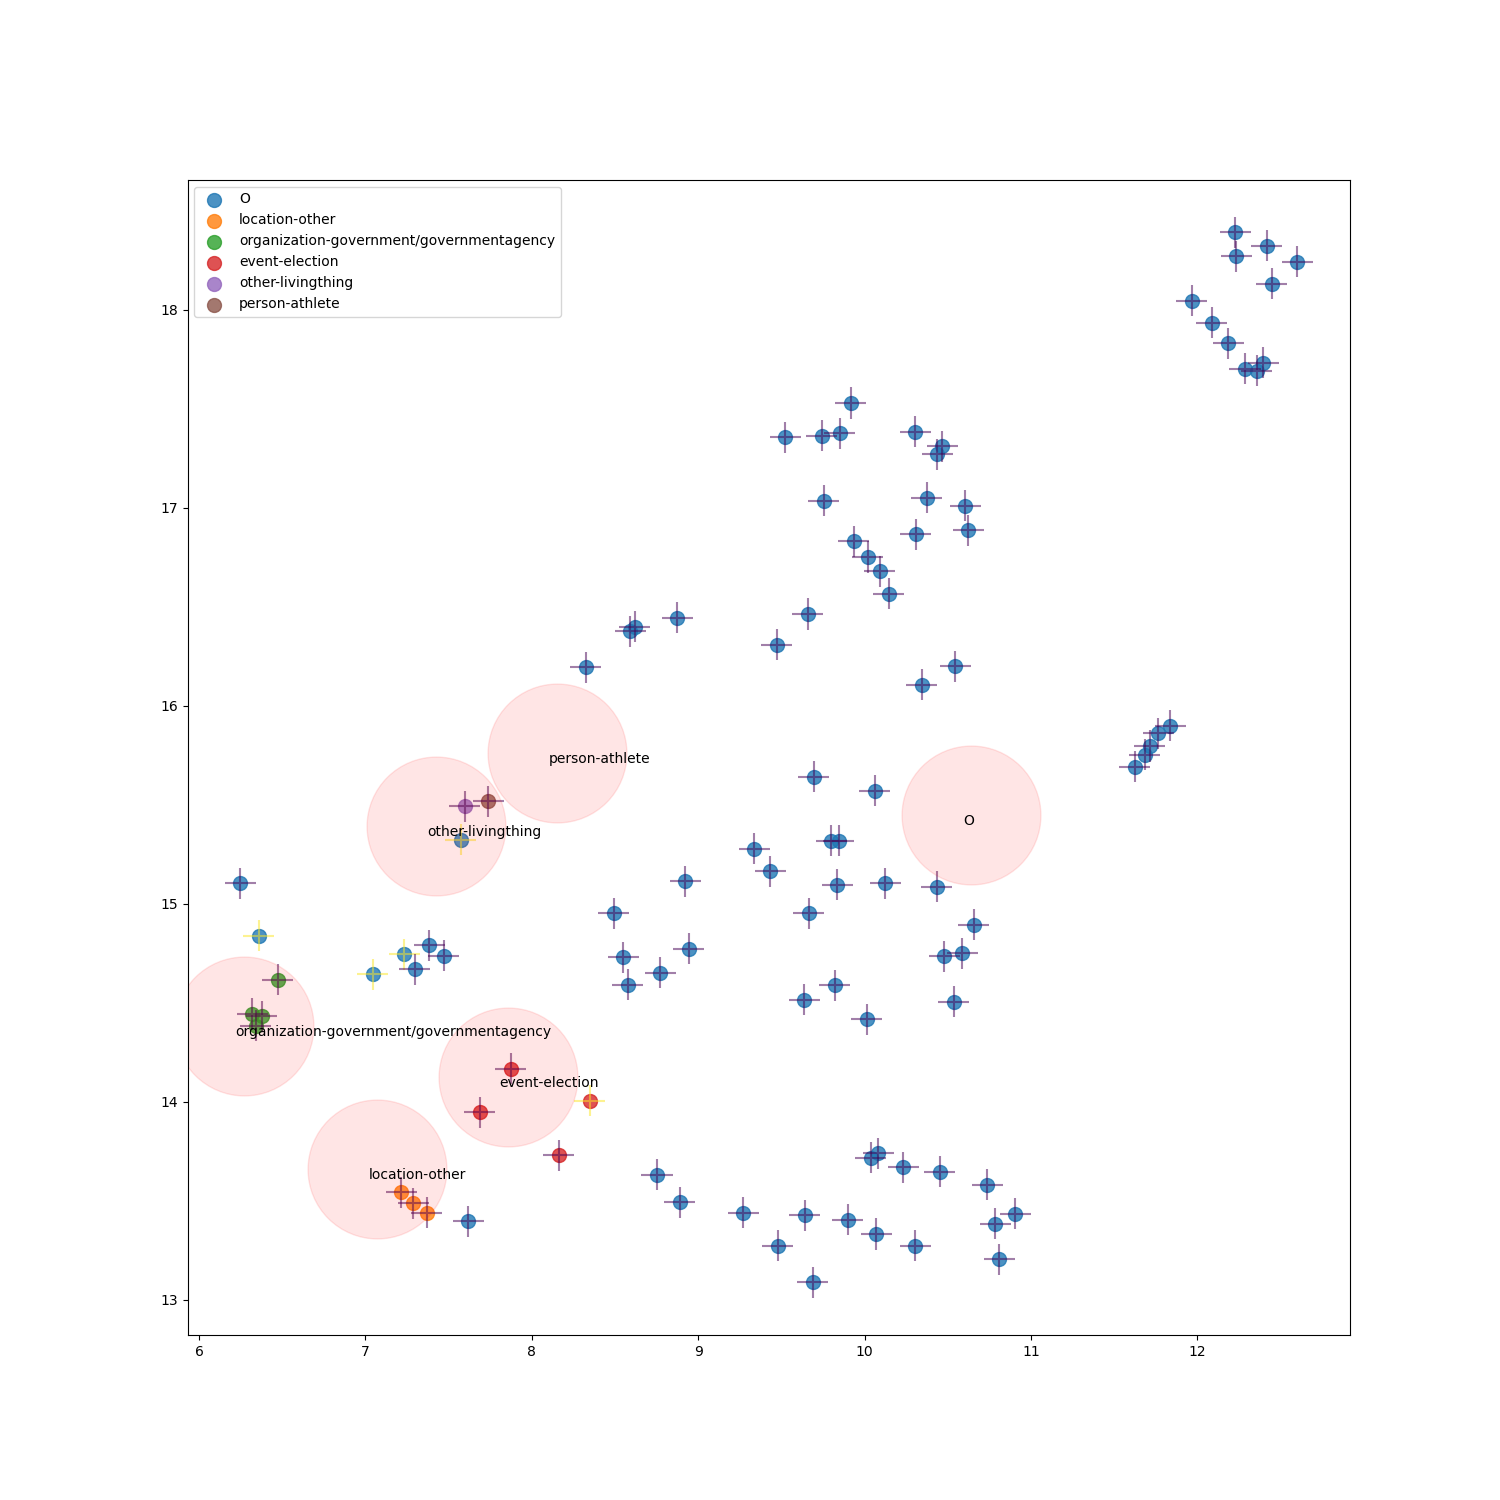 O
location-other
organization-government/governmentagency
event-election
other-livingthing
person-athlete
18
17
16
15
14
13
person-athlete
O
other-livingthing
organization-government/governmentagency
event-election
location-other
6 7 8 9 10 11 12